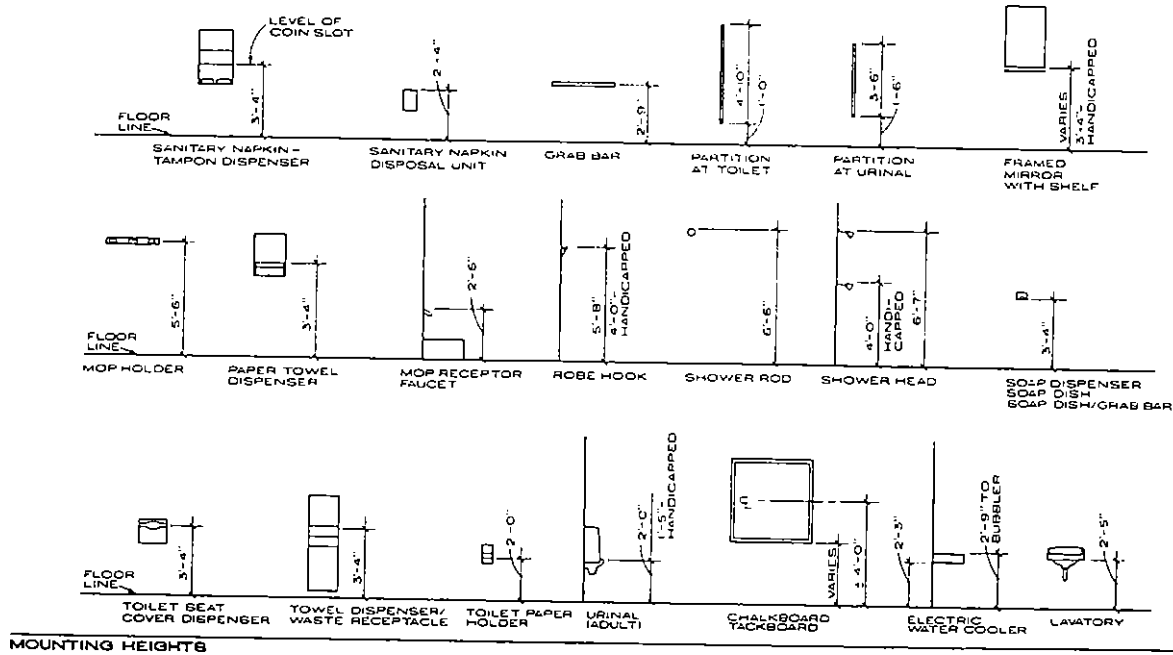 LEVEL OF
COIN SLOT
3'-4"
2'-4"
2'-9"
4'-10"
1'-0"
3'-6"
1'-6"
VARIES
3'-4"-
HANDICAPPED
FLOOR
LINE
SANITARY NAPKIN-
TAMPON DISPENSER
SANITARY NAPKIN
DISPOSAL UNIT
GRAB BAR
PARTITION
AT TOILET
PARTITION
AT URINAL
FRAMED
MIRROR
WITH SHELF
5'-6"
3'-4"
2'-6"
5'-8"
4'-0"-
HANDICAPPED
6'-6"
4'-0"
HANDI-
CAPPED
6'-7"
3'-4"
FLOOR
LINE
MOP HOLDER
PAPER TOWEL
DISPENSER
MOP RECEPTOR
FAUCET
ROBE HOOK
SHOWER ROD
SHOWER HEAD
SOAP DISPENSER
SOAP DISH
SOAP DISH/GRAB BAR
3'-4"
3'-4"
2'-0"
2'-0"
1'-5"-
HANDICAPPED
VARIES
±4'-0"
2'-3"
2'-9" TO
BUBBLER
2'-5"
FLOOR
LINE
TOILET SEAT
COVER DISPENSER
TOWEL DISPENSER/
WASTE RECEPTACLE
TOILET PAPER
HOLDER
URINAL
(ADULT)
CHALKBOARD
TACKBOARD
ELECTRIC
WATER COOLER
LAVATORY
MOUNTING HEIGHTS